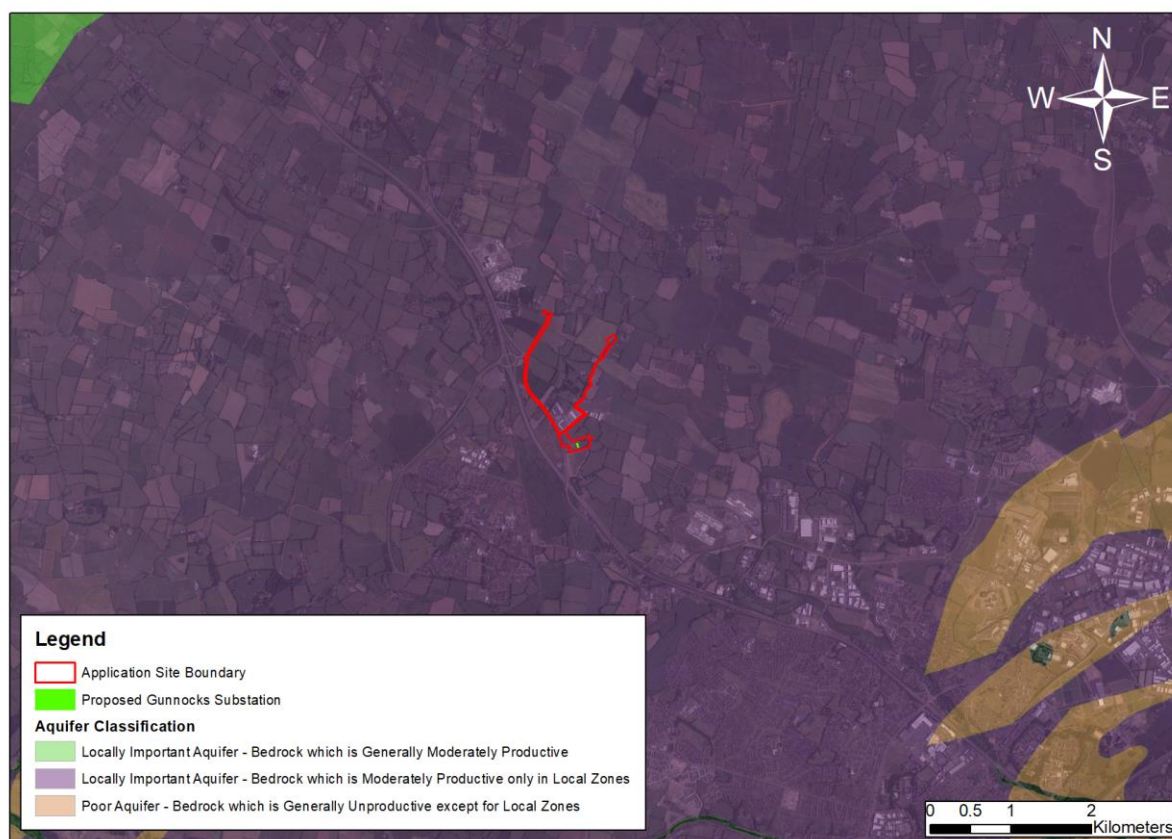 N
W E
S
Legend
Application Site Boundary
Proposed Gunnocks Substation
Aquifer Classification
Locally Important Aquifer - Bedrock which is Generally Moderately Productive
Locally Important Aquifer - Bedrock which is Moderately Productive only in Local Zones
Poor Aquifer - Bedrock which is Generally Unproductive except for Local Zones
0 0.5 1 2
Kilometers